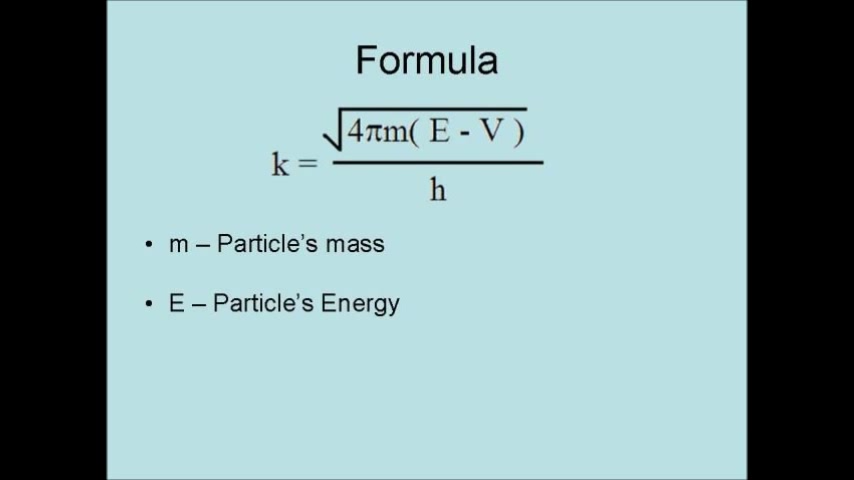 Formula
k = √4πm( E - V ) / h
• m – Particle's mass
• E – Particle's Energy